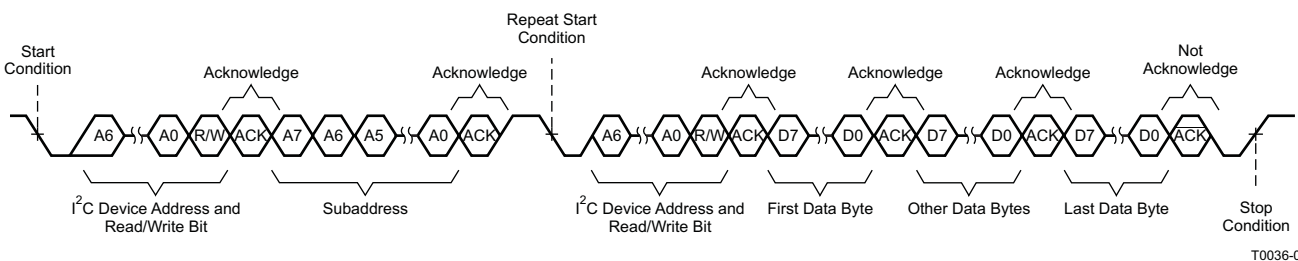 Repeat Start
Condition
Start
Condition
Acknowledge
Acknowledge
Acknowledge
Acknowledge
Acknowledge
Not
Acknowledge
A6 A0 R/W ACK A7 A6 A5 A0 ACK A6 A0 R/W ACK D7 D0 ACK D7 D0 ACK D7 D0 ACK
I2C Device Address and
Read/Write Bit
Subaddress
I2C Device Address and
Read/Write Bit
First Data Byte
Other Data Bytes
Last Data Byte
Stop
Condition
T0036-0